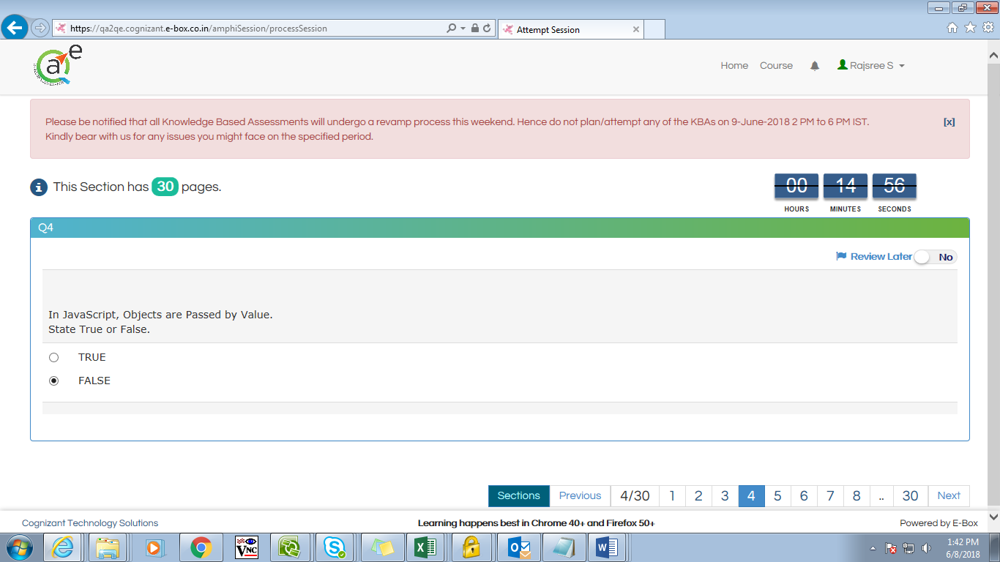 https://qa2qe.cognizant.e-box.co.in/amphiSession/processSession
Attempt Session
a e
Home Course Rajsree S
Please be notified that all Knowledge Based Assessments will undergo a revamp process this weekend. Hence do not plan/attempt any of the KBAs on 9-June-2018 2 PM to 6 PM IST. [x]
Kindly bear with us for any issues you might face on the specified period.
i This Section has 30 pages.
00 14 56
HOURS MINUTES SECONDS
Q4
Review Later No
In JavaScript, Objects are Passed by Value.
State True or False.
TRUE
FALSE
Sections Previous 4/30 1 2 3 4 5 6 7 8 .. 30 Next
Cognizant Technology Solutions Learning happens best in Chrome 40+ and Firefox 50+ Powered by E-Box
VNC
1:42 PM
6/8/2018